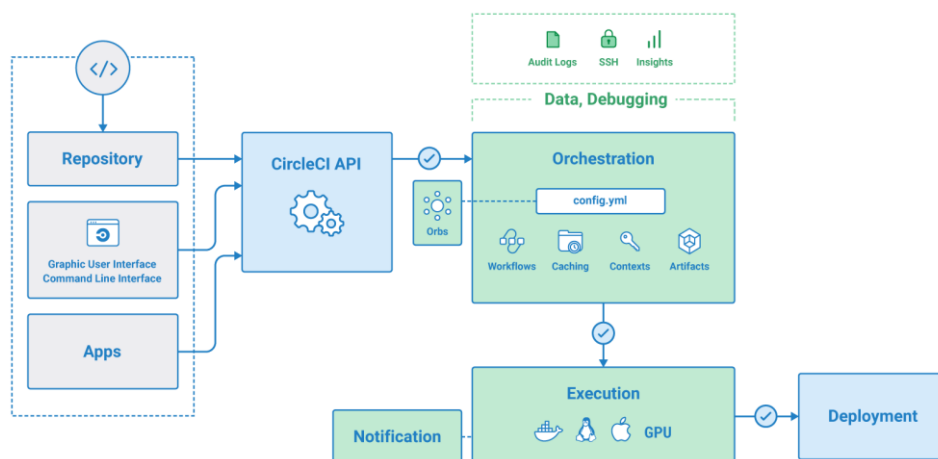 </>
Repository
Graphic User Interface
Command Line Interface
Apps
CircleCI API
Audit Logs
SSH
Insights
Data, Debugging
Orchestration
config.yml
Orbs
Workflows
Caching
Contexts
Artifacts
Execution
GPU
Notification
Deployment